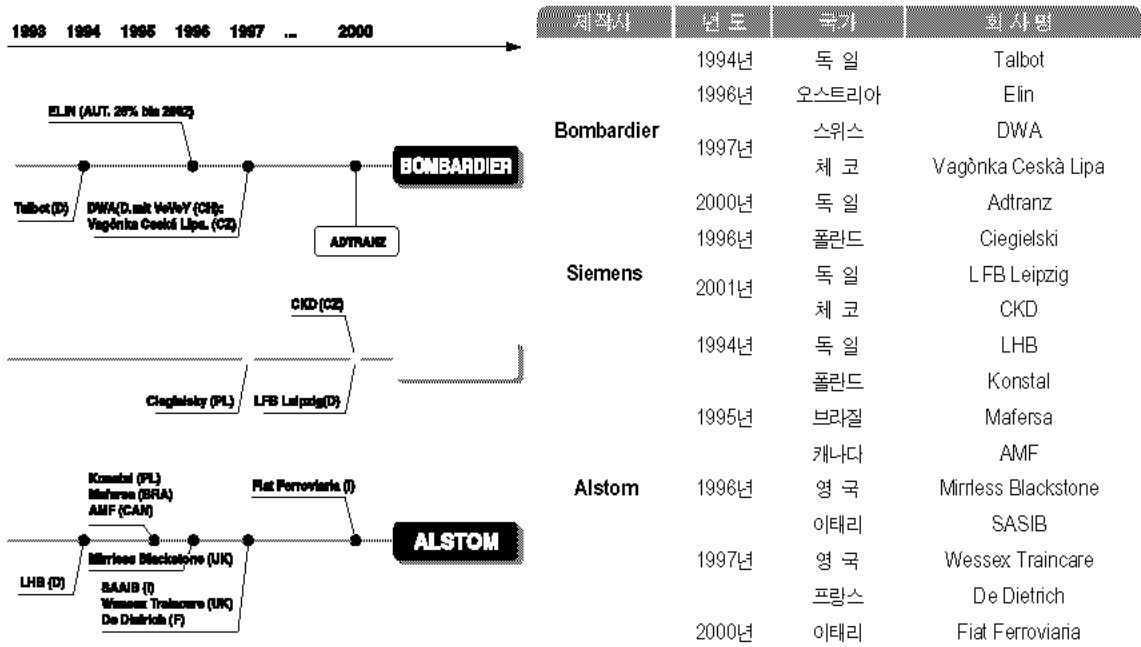 1993 1994 1995 1996 1997 ... 2000
ELIN (AUT. 26% bis 2002)
BOMBARDIER
Talbot (D)
DWA(D.mit VeVeY (CH);
Vagónka Ceská Lipa. (CZ)
ADTRANZ
CKD (CZ)
Cieglelsky (PL)
LFB Leipzig(D)
Konstal (PL)
Mafersa (BRA)
AMF (CAN)
Fiat Ferroviaria (I)
ALSTOM
Mirrless Blackstone (UK)
LHB (D)
SAAIB (I)
Wessex Traincare (UK)
De Dietrich (F)
제작사 년 도 국가 회사명
1994년 독 일 Talbot
1996년 오스트리아 Elin
Bombardier 1997년 스위스 DWA
체 코 Vagònka Ceskà Lipa
2000년 독 일 Adtranz
1996년 폴란드 Ciegielski
Siemens 2001년 독 일 LFB Leipzig
체 코 CKD
1994년 독 일 LHB
폴란드 Konstal
1995년 브라질 Mafersa
캐나다 AMF
Alstom 1996년 영 국 Mirrless Blackstone
이태리 SASIB
1997년 영 국 Wessex Traincare
프랑스 De Dietrich
2000년 이태리 Fiat Ferroviaria